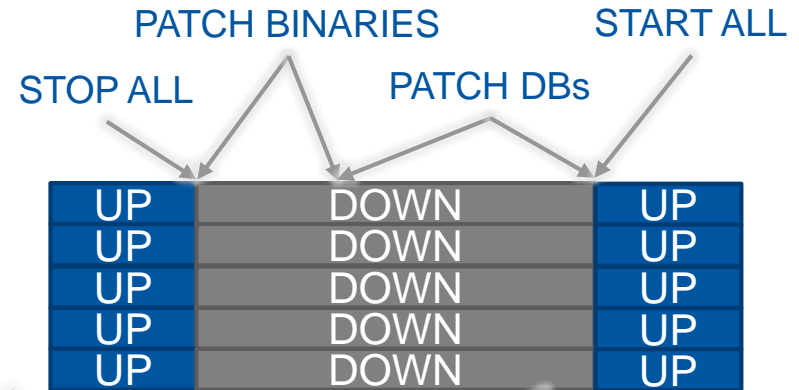 PATCH BINARIES
START ALL
STOP ALL
PATCH DBs
UP DOWN UP
UP DOWN UP
UP DOWN UP
UP DOWN UP
UP DOWN UP